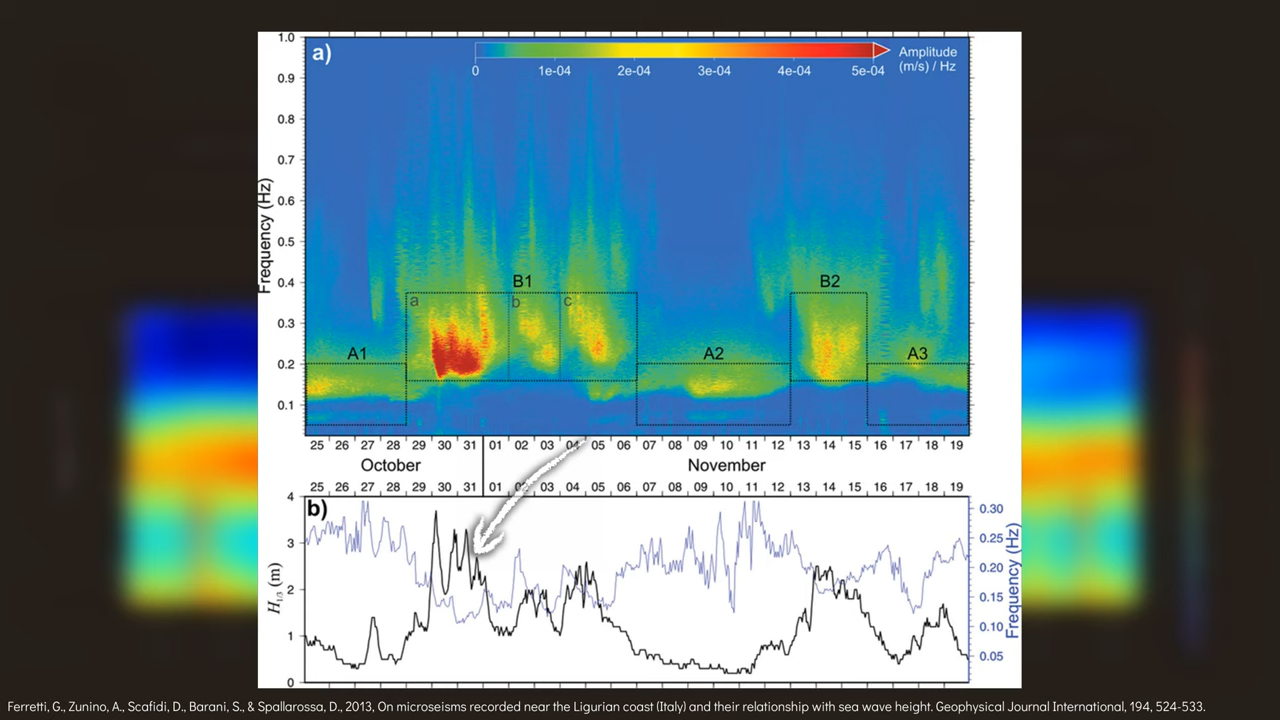 a)
Amplitude
(m/s) / Hz
0 1e-04 2e-04 3e-04 4e-04 5e-04
Frequency (Hz)
1.0
0.9
0.8
0.7
0.6
0.5
0.4
0.3
0.2
0.1
A1
B1
a b c
A2
B2
A3
25 26 27 28 29 30 31 01 02 03 04 05 06 07 08 09 10 11 12 13 14 15 16 17 18 19
October November
25 26 27 28 29 30 31 01 02 03 04 05 06 07 08 09 10 11 12 13 14 15 16 17 18 19
b)
H1/3 (m)
4
3
2
1
0
0.30
0.25
0.20
0.15
0.10
0.05
Frequency (Hz)
Ferretti, G., Zunino, A., Scafidi, D., Barani, S., & Spallarossa, D., 2013, On microseisms recorded near the Ligurian coast (Italy) and their relationship with sea wave height. Geophysical Journal International, 194, 524-533.